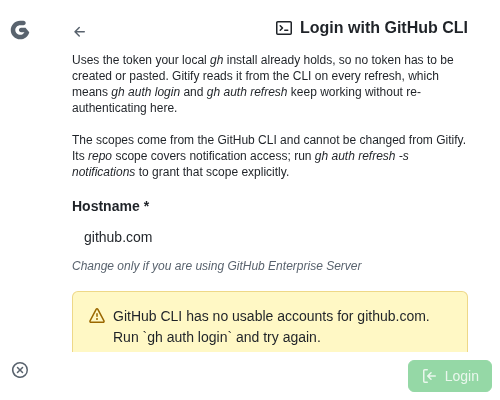 Login with GitHub CLI
Uses the token your local gh install already holds, so no token has to be
created or pasted. Gitify reads it from the CLI on every refresh, which
means gh auth login and gh auth refresh keep working without re-
authenticating here.
The scopes come from the GitHub CLI and cannot be changed from Gitify.
Its repo scope covers notification access; run gh auth refresh -s
notifications to grant that scope explicitly.
Hostname *
github.com
Change only if you are using GitHub Enterprise Server
GitHub CLI has no usable accounts for github.com.
Run `gh auth login` and try again.
Login